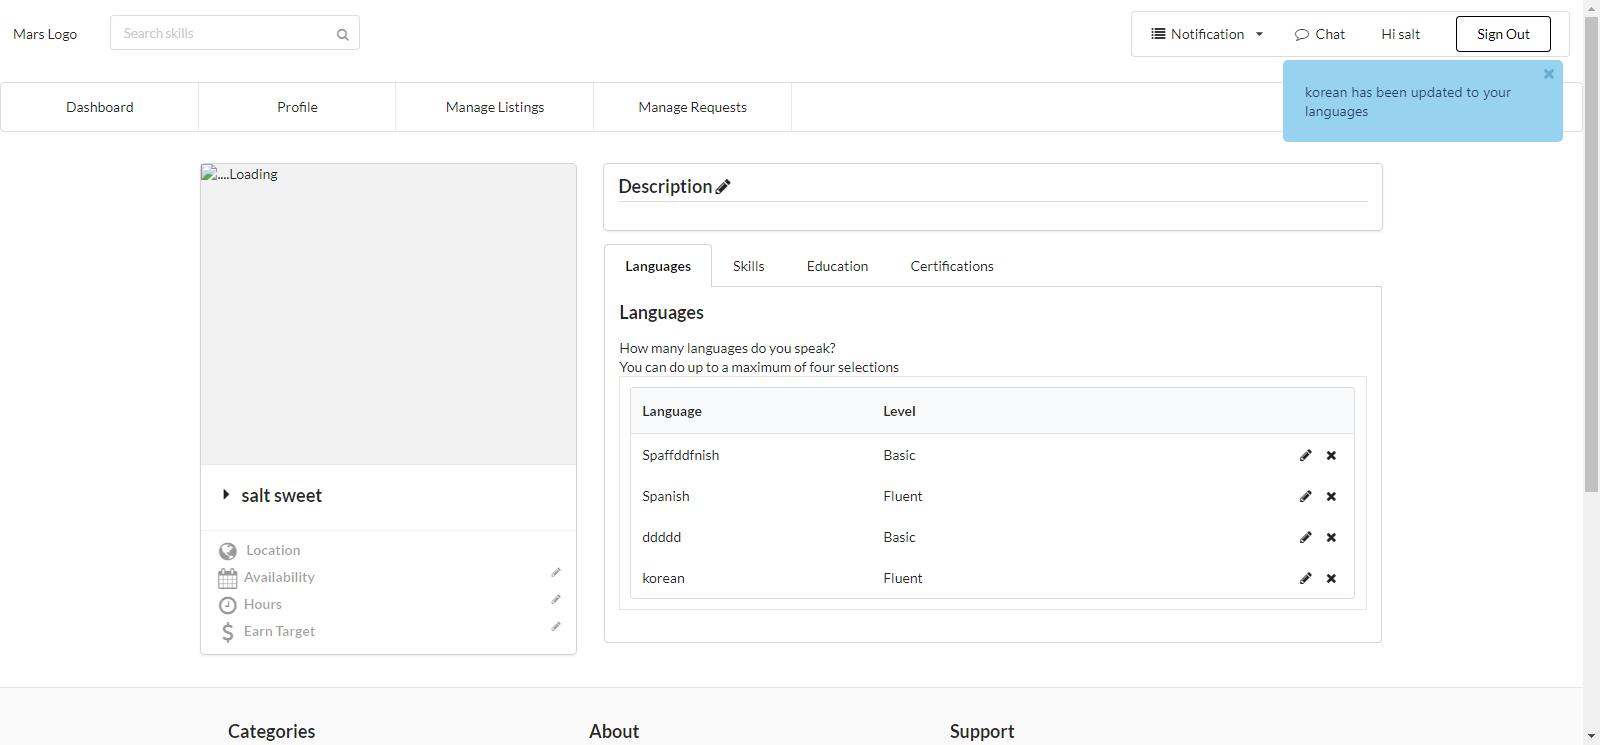 Mars Logo
Search skills
Notification
Chat
Hi salt
Sign Out
korean has been updated to your
languages
Dashboard
Profile
Manage Listings
Manage Requests
....Loading
salt sweet
Location
Availability
Hours
Earn Target
Description
Languages
Skills
Education
Certifications
Languages
How many languages do you speak?
You can do up to a maximum of four selections
Language Level
Spaffddfnish Basic
Spanish Fluent
ddddd Basic
korean Fluent
Categories
About
Support